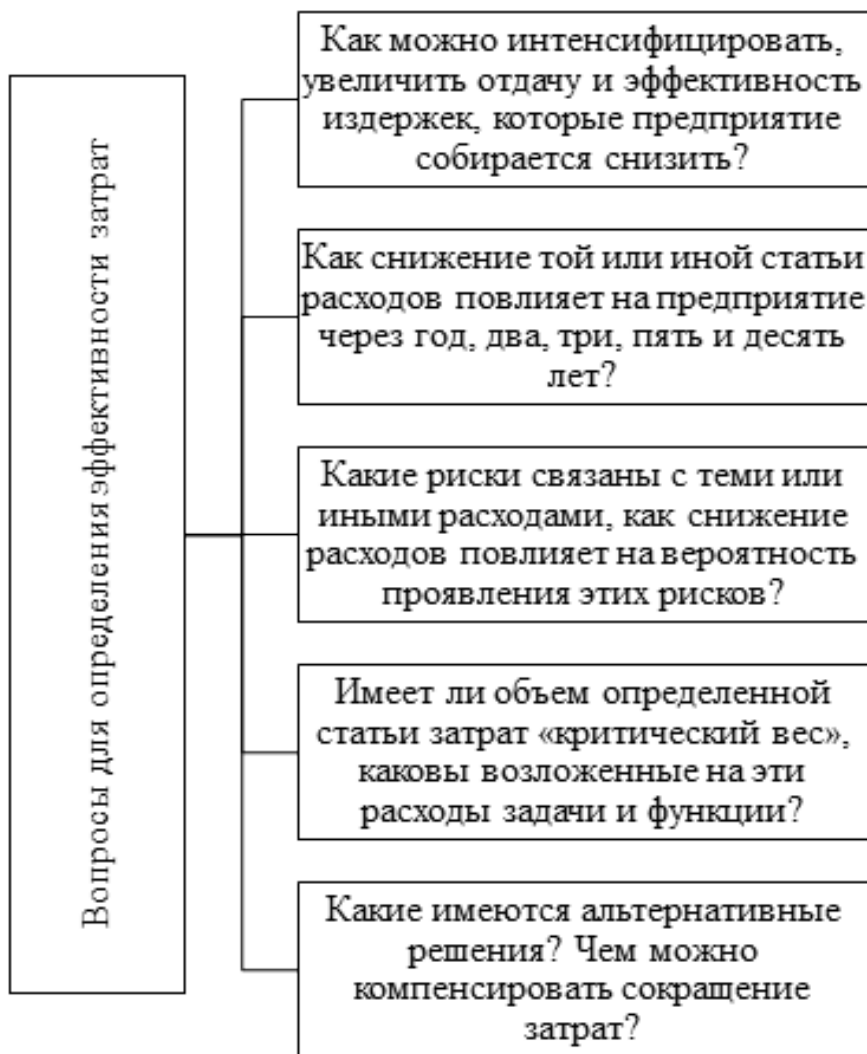 Вопросы для определения эффективности затрат
Как можно интенсифицировать,
увеличить отдачу и эффективность
издержек, которые предприятие
собирается снизить?
Как снижение той или иной статьи
расходов повлияет на предприятие
через год, два, три, пять и десять
лет?
Какие риски связаны с теми или
иными расходами, как снижение
расходов повлияет на вероятность
проявления этих рисков?
Имеет ли объем определенной
статьи затрат «критический вес»,
каковы возложенные на эти
расходы задачи и функции?
Какие имеются альтернативные
решения? Чем можно
компенсировать сокращение
затрат?